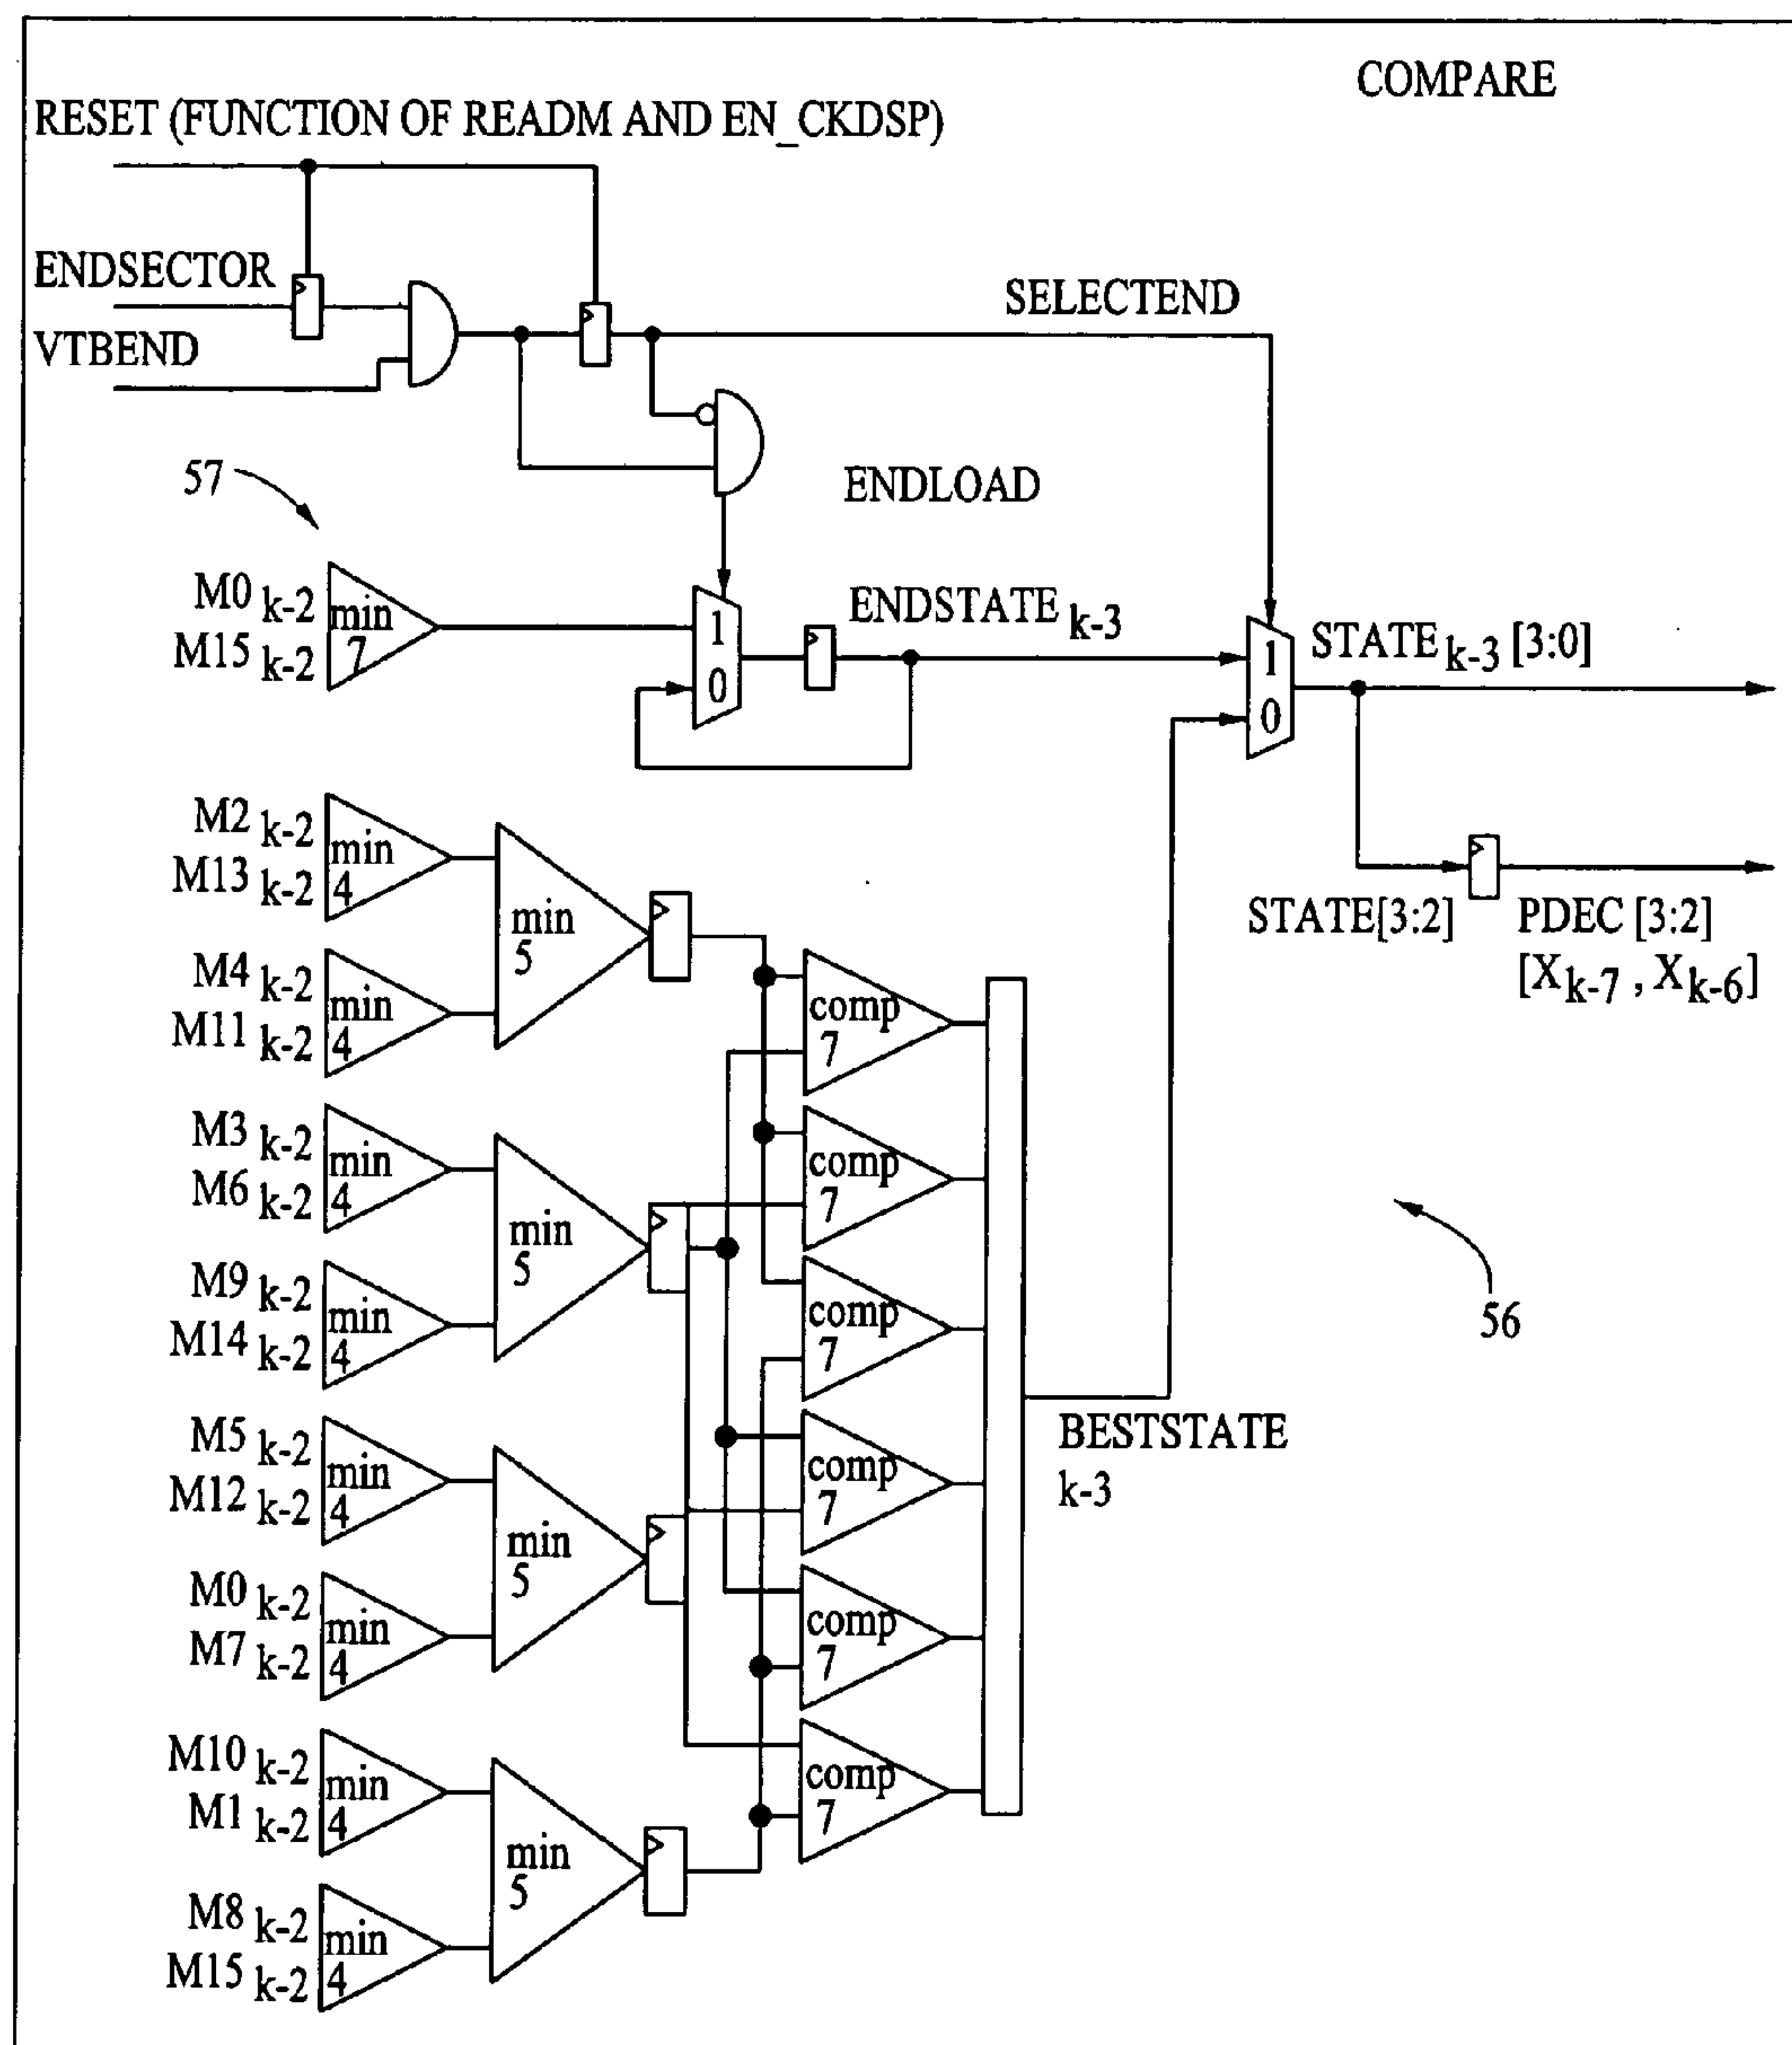 COMPARE
RESET (FUNCTION OF READM AND EN_CKDSP)
ENDSECTOR
SELECTEND
VTBEND
57
ENDLOAD
M0 k-2
M15 k-2
min
7
1
0
ENDSTATE k-3
1
0
STATE k-3 [3:0]
M2 k-2
M13 k-2
min
4
min
5
M4 k-2
M11 k-2
min
4
STATE[3:2]
PDEC [3:2]
[X k-7 , X k-6]
comp
7
M3 k-2
M6 k-2
min
4
comp
7
min
5
M9 k-2
M14 k-2
min
4
comp
7
56
M5 k-2
M12 k-2
min
4
comp
7
BESTSTATE
k-3
min
5
M0 k-2
M7 k-2
min
4
comp
7
M10 k-2
M1 k-2
min
4
comp
7
min
5
M8 k-2
M15 k-2
min
4